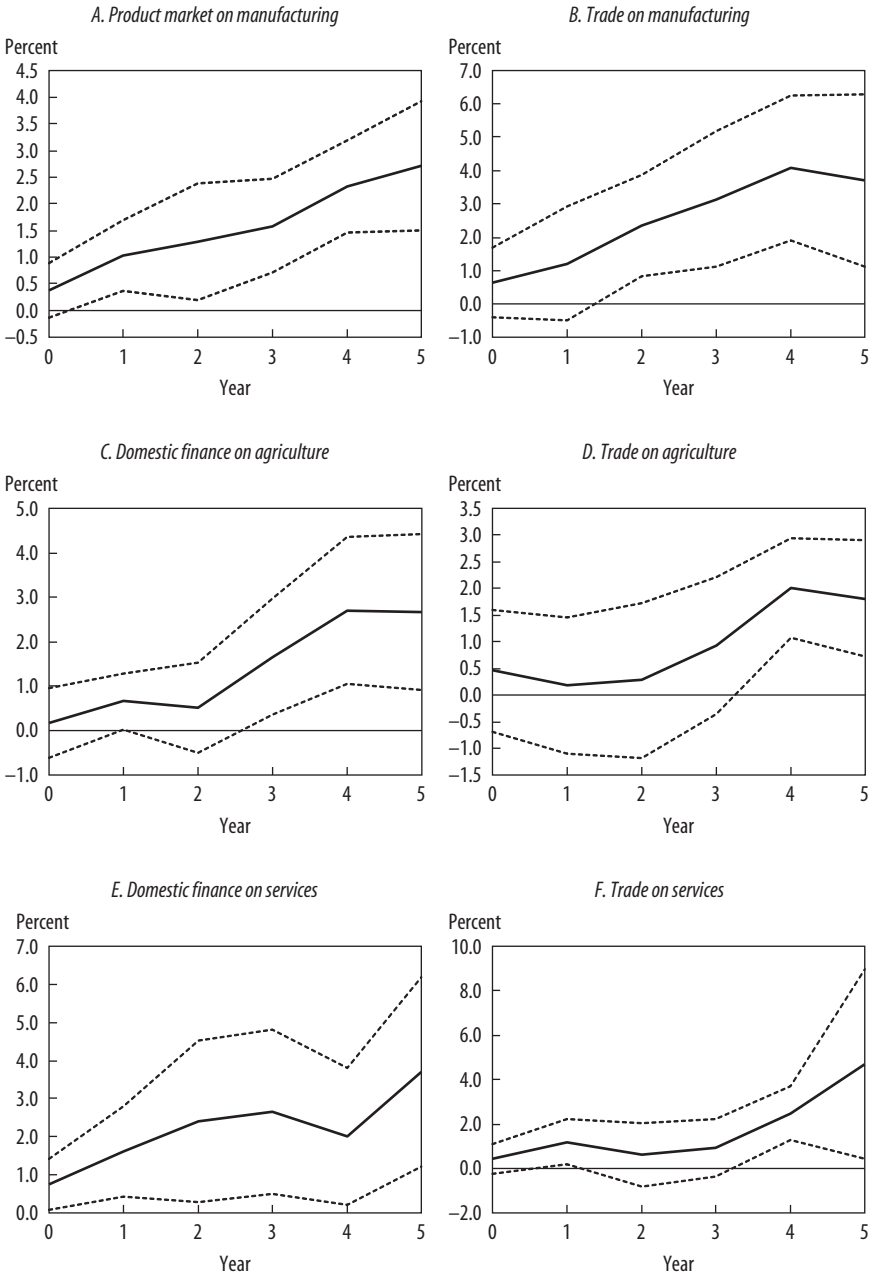 A. Product market on manufacturing
Percent
4.5
4.0
3.5
3.0
2.5
2.0
1.5
1.0
0.5
0.0
–0.5
0 1 2 3 4 5
Year
B. Trade on manufacturing
Percent
7.0
6.0
5.0
4.0
3.0
2.0
1.0
0.0
–1.0
0 1 2 3 4 5
Year
C. Domestic finance on agriculture
Percent
5.0
4.0
3.0
2.0
1.0
0.0
–1.0
0 1 2 3 4 5
Year
D. Trade on agriculture
Percent
3.5
3.0
2.5
2.0
1.5
1.0
0.5
0.0
–0.5
–1.0
–1.5
0 1 2 3 4 5
Year
E. Domestic finance on services
Percent
7.0
6.0
5.0
4.0
3.0
2.0
1.0
0.0
0 1 2 3 4 5
Year
F. Trade on services
Percent
10.0
8.0
6.0
4.0
2.0
0.0
–2.0
0 1 2 3 4 5
Year